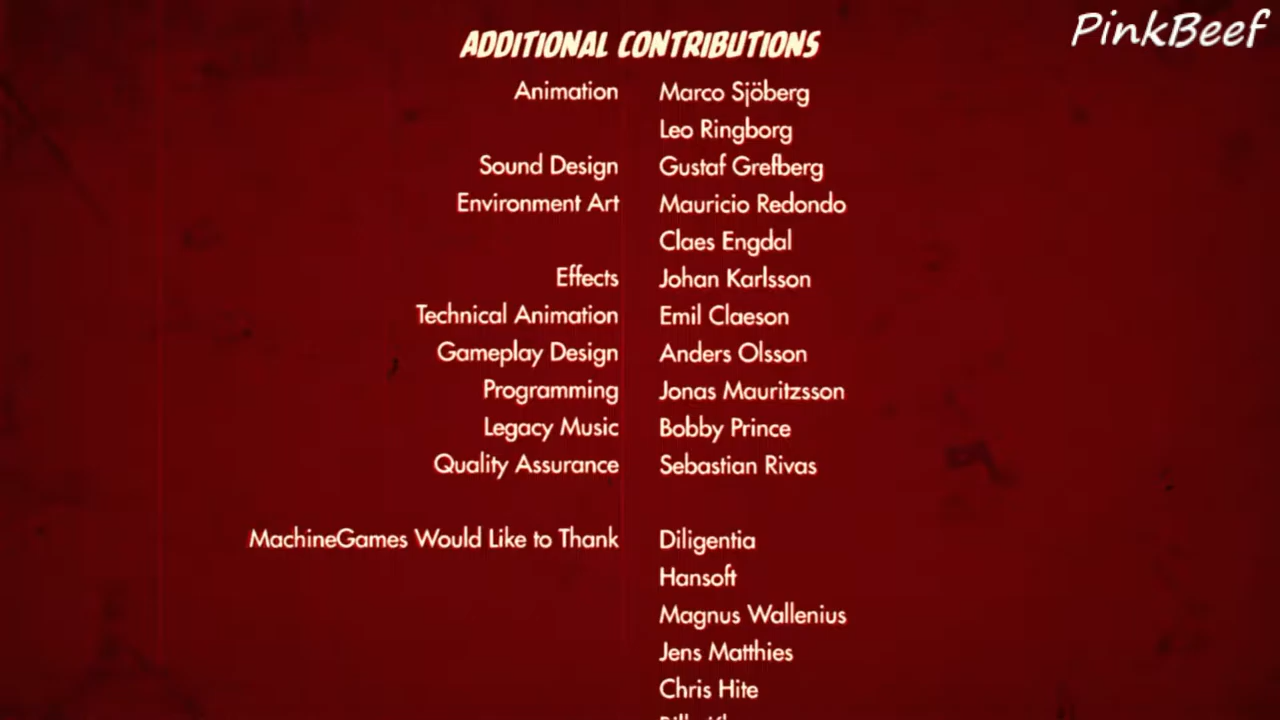 PinkBeef
ADDITIONAL CONTRIBUTIONS
Animation Marco Sjöberg
Leo Ringborg
Sound Design Gustaf Grefberg
Environment Art Mauricio Redondo
Claes Engdal
Effects Johan Karlsson
Technical Animation Emil Claeson
Gameplay Design Anders Olsson
Programming Jonas Mauritzsson
Legacy Music Bobby Prince
Quality Assurance Sebastian Rivas
MachineGames Would Like to Thank Diligentia
Hansoft
Magnus Wallenius
Jens Matthies
Chris Hite